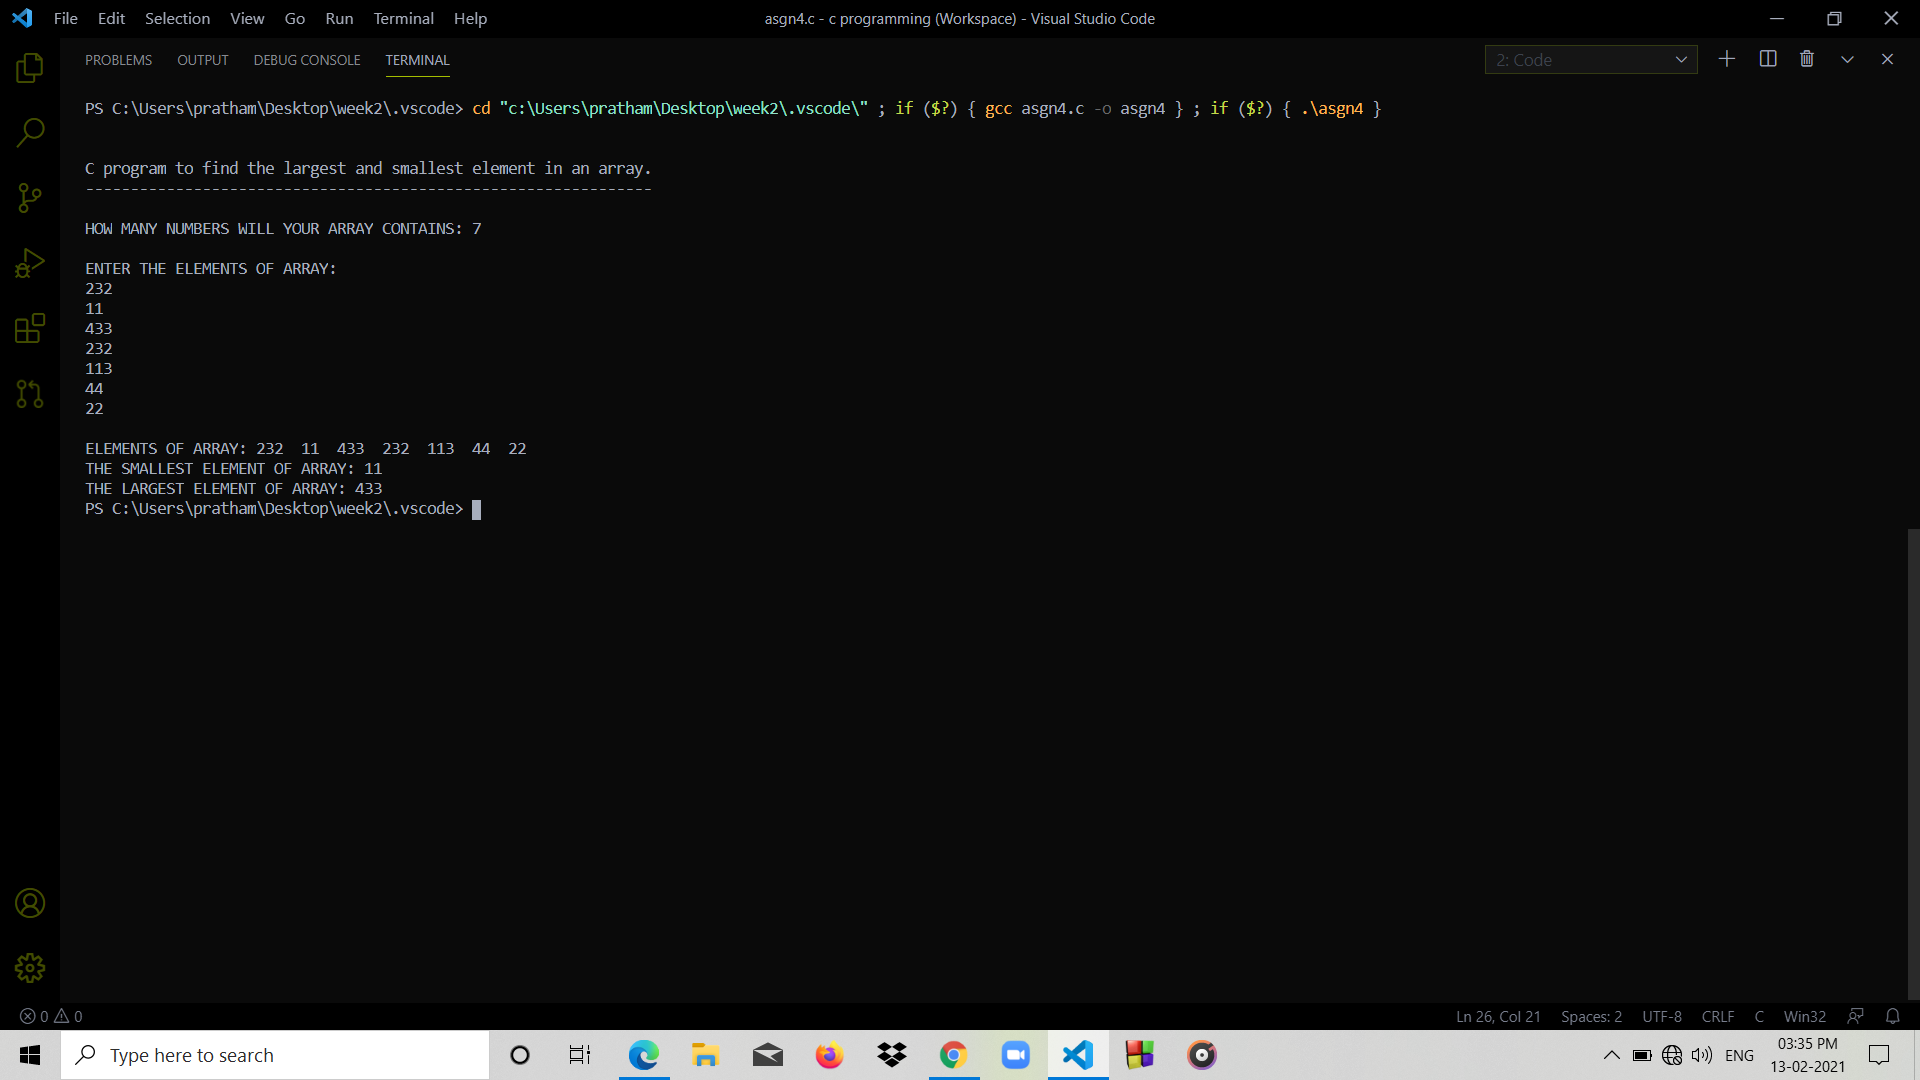 File Edit Selection View Go Run Terminal Help asgn4.c - c programming (Workspace) - Visual Studio Code
PROBLEMS OUTPUT DEBUG CONSOLE TERMINAL 2: Code
PS C:\Users\pratham\Desktop\week2\.vscode> cd "c:\Users\pratham\Desktop\week2\.vscode\" ; if ($?) { gcc asgn4.c -o asgn4 } ; if ($?) { .\asgn4 }
C program to find the largest and smallest element in an array.
---------------------------------------------------------------
HOW MANY NUMBERS WILL YOUR ARRAY CONTAINS: 7
ENTER THE ELEMENTS OF ARRAY:
232
11
433
232
113
44
22
ELEMENTS OF ARRAY: 232  11  433  232  113  44  22
THE SMALLEST ELEMENT OF ARRAY: 11
THE LARGEST ELEMENT OF ARRAY: 433
PS C:\Users\pratham\Desktop\week2\.vscode>
0 0 Ln 26, Col 21 Spaces: 2 UTF-8 CRLF C Win32
Type here to search ENG 03:35 PM
13-02-2021